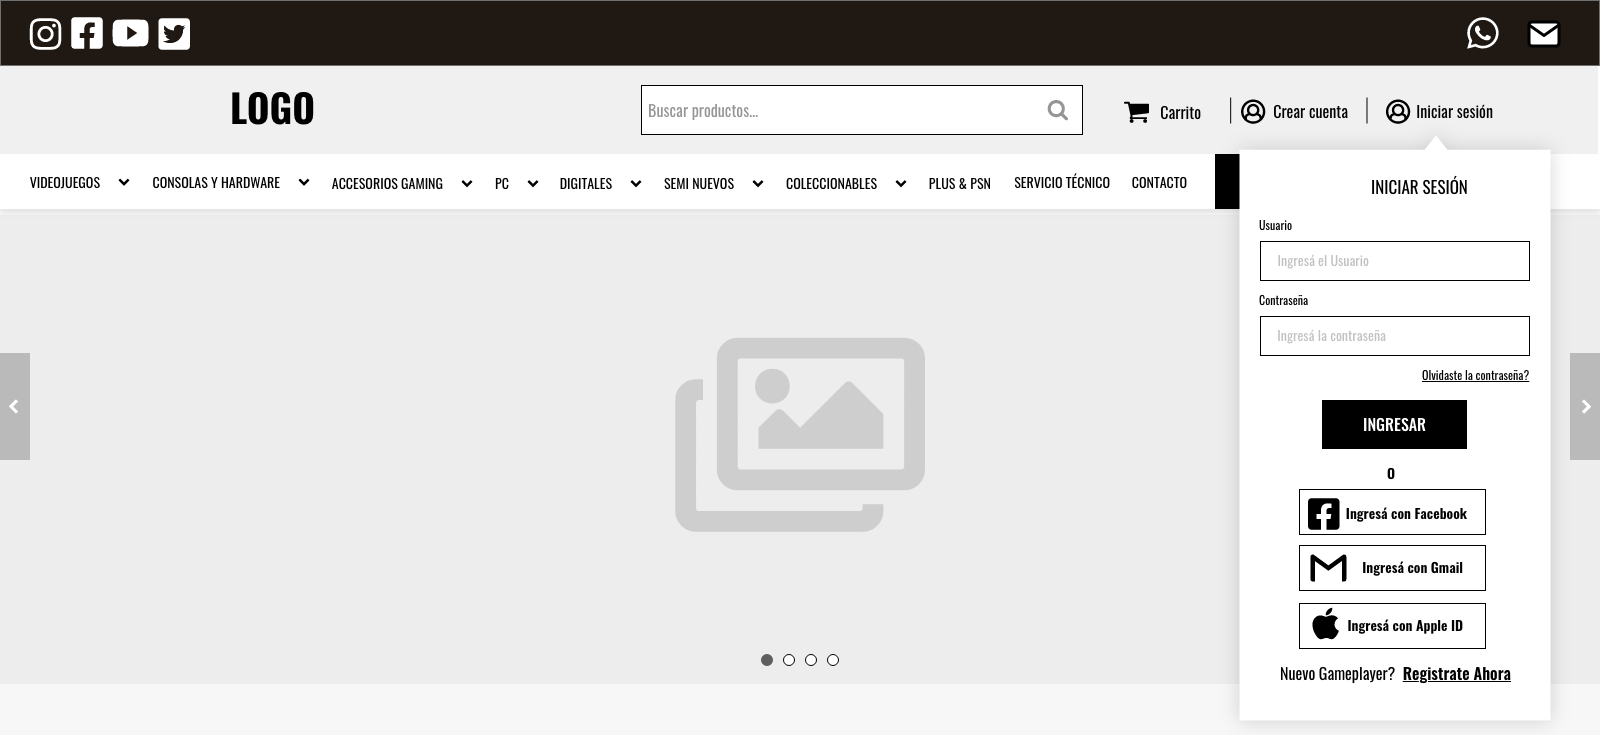 LOGO
Buscar productos...
Carrito
Crear cuenta
Iniciar sesión
VIDEOJUEGOS
CONSOLAS Y HARDWARE
ACCESORIOS GAMING
PC
DIGITALES
SEMI NUEVOS
COLECCIONABLES
PLUS & PSN
SERVICIO TÉCNICO
CONTACTO
INICIAR SESIÓN
Usuario
Ingresá el Usuario
Contraseña
Ingresá la contraseña
Olvidaste la contraseña?
INGRESAR
O
Ingresá con Facebook
Ingresá con Gmail
Ingresá con Apple ID
Nuevo Gameplayer? Registrate Ahora